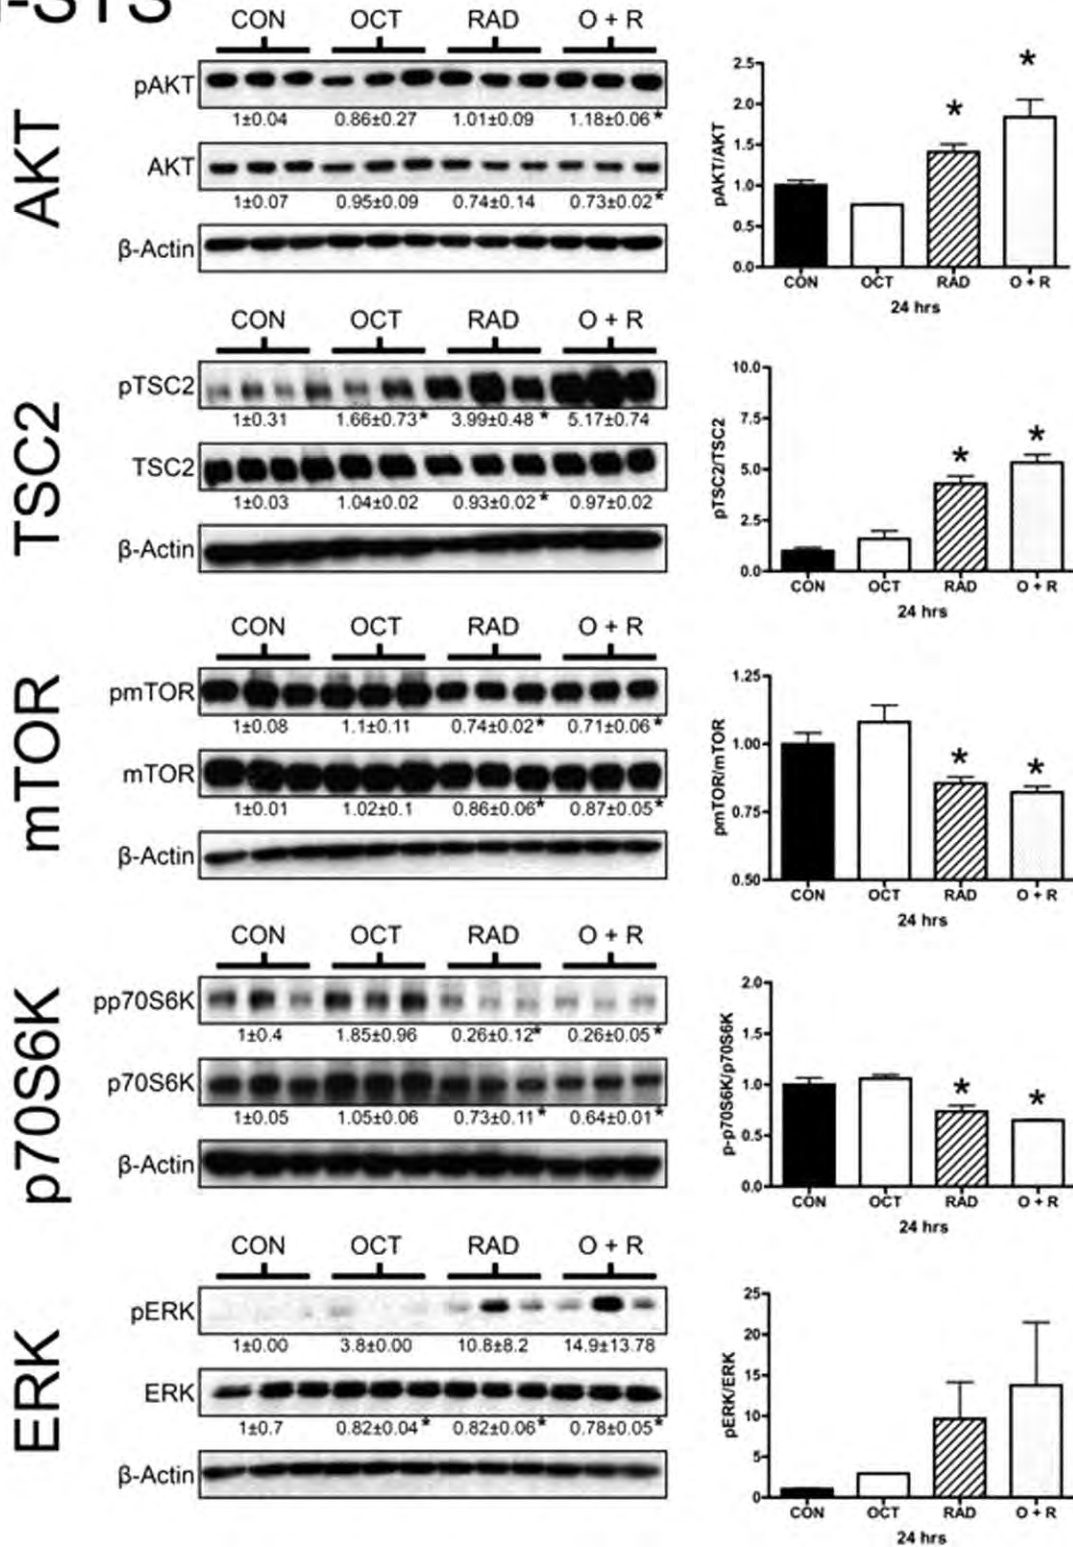 CON OCT RAD O + R
AKT
pAKT
1±0.04 0.86±0.27 1.01±0.09 1.18±0.06 *
AKT
1±0.07 0.95±0.09 0.74±0.14 0.73±0.02 *
β-Actin
pAKT/AKT
2.5
2.0
1.5
1.0
0.5
0.0
* *
CON OCT RAD O + R
24 hrs
CON OCT RAD O + R
TSC2
pTSC2
1±0.31 1.66±0.73 * 3.99±0.48 * 5.17±0.74
TSC2
1±0.03 1.04±0.02 0.93±0.02 * 0.97±0.02
β-Actin
pTSC2/TSC2
10.0
7.5
5.0
2.5
0.0
* *
CON OCT RAD O + R
24 hrs
CON OCT RAD O + R
mTOR
pmTOR
1±0.08 1.1±0.11 0.74±0.02 * 0.71±0.06 *
mTOR
1±0.01 1.02±0.1 0.86±0.06 * 0.87±0.05 *
β-Actin
pmTOR/mTOR
1.25
1.00
0.75
0.50
* *
CON OCT RAD O + R
24 hrs
CON OCT RAD O + R
p70S6K
pp70S6K
1±0.4 1.85±0.96 0.26±0.12 * 0.26±0.05 *
p70S6K
1±0.05 1.05±0.06 0.73±0.11 * 0.64±0.01 *
β-Actin
p-p70S6K/p70S6K
2.0
1.5
1.0
0.5
0.0
* *
CON OCT RAD O + R
24 hrs
CON OCT RAD O + R
ERK
pERK
1±0.00 3.8±0.00 10.8±8.2 14.9±13.78
ERK
1±0.7 0.82±0.04 * 0.82±0.06 * 0.78±0.05 *
β-Actin
pERK/ERK
25
20
15
10
5
0
CON OCT RAD O + R
24 hrs